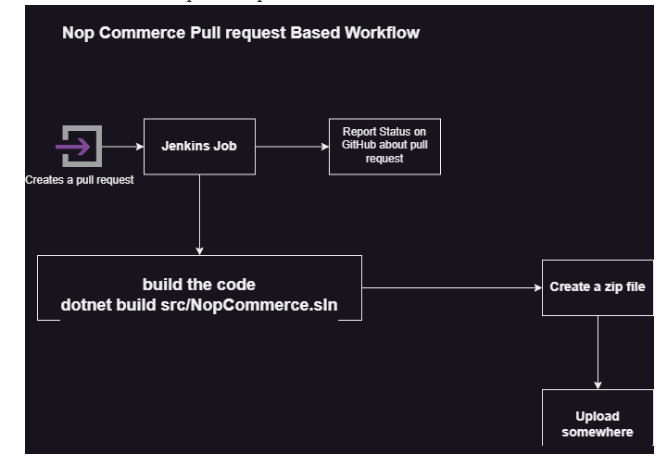 Nop Commerce Pull request Based Workflow
Jenkins Job
Report Status on
GitHub about pull
request
Creates a pull request
build the code
dotnet build src/NopCommerce.sln
Create a zip file
Upload
somewhere